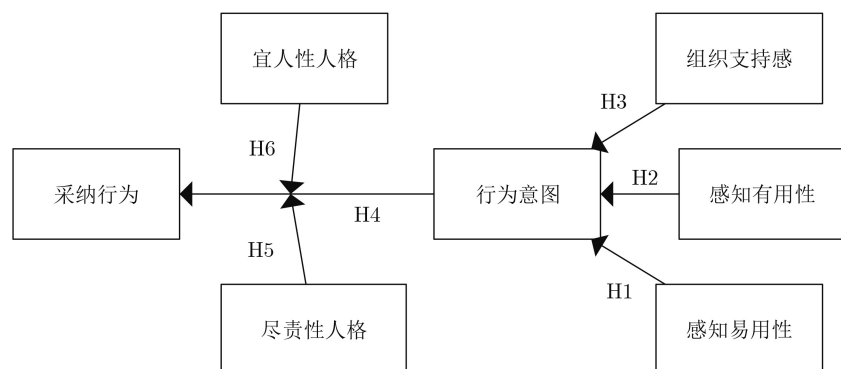 宜人性人格
组织支持感
H3
H6
采纳行为
行为意图
H2
感知有用性
H4
H5
H1
尽责性人格
感知易用性